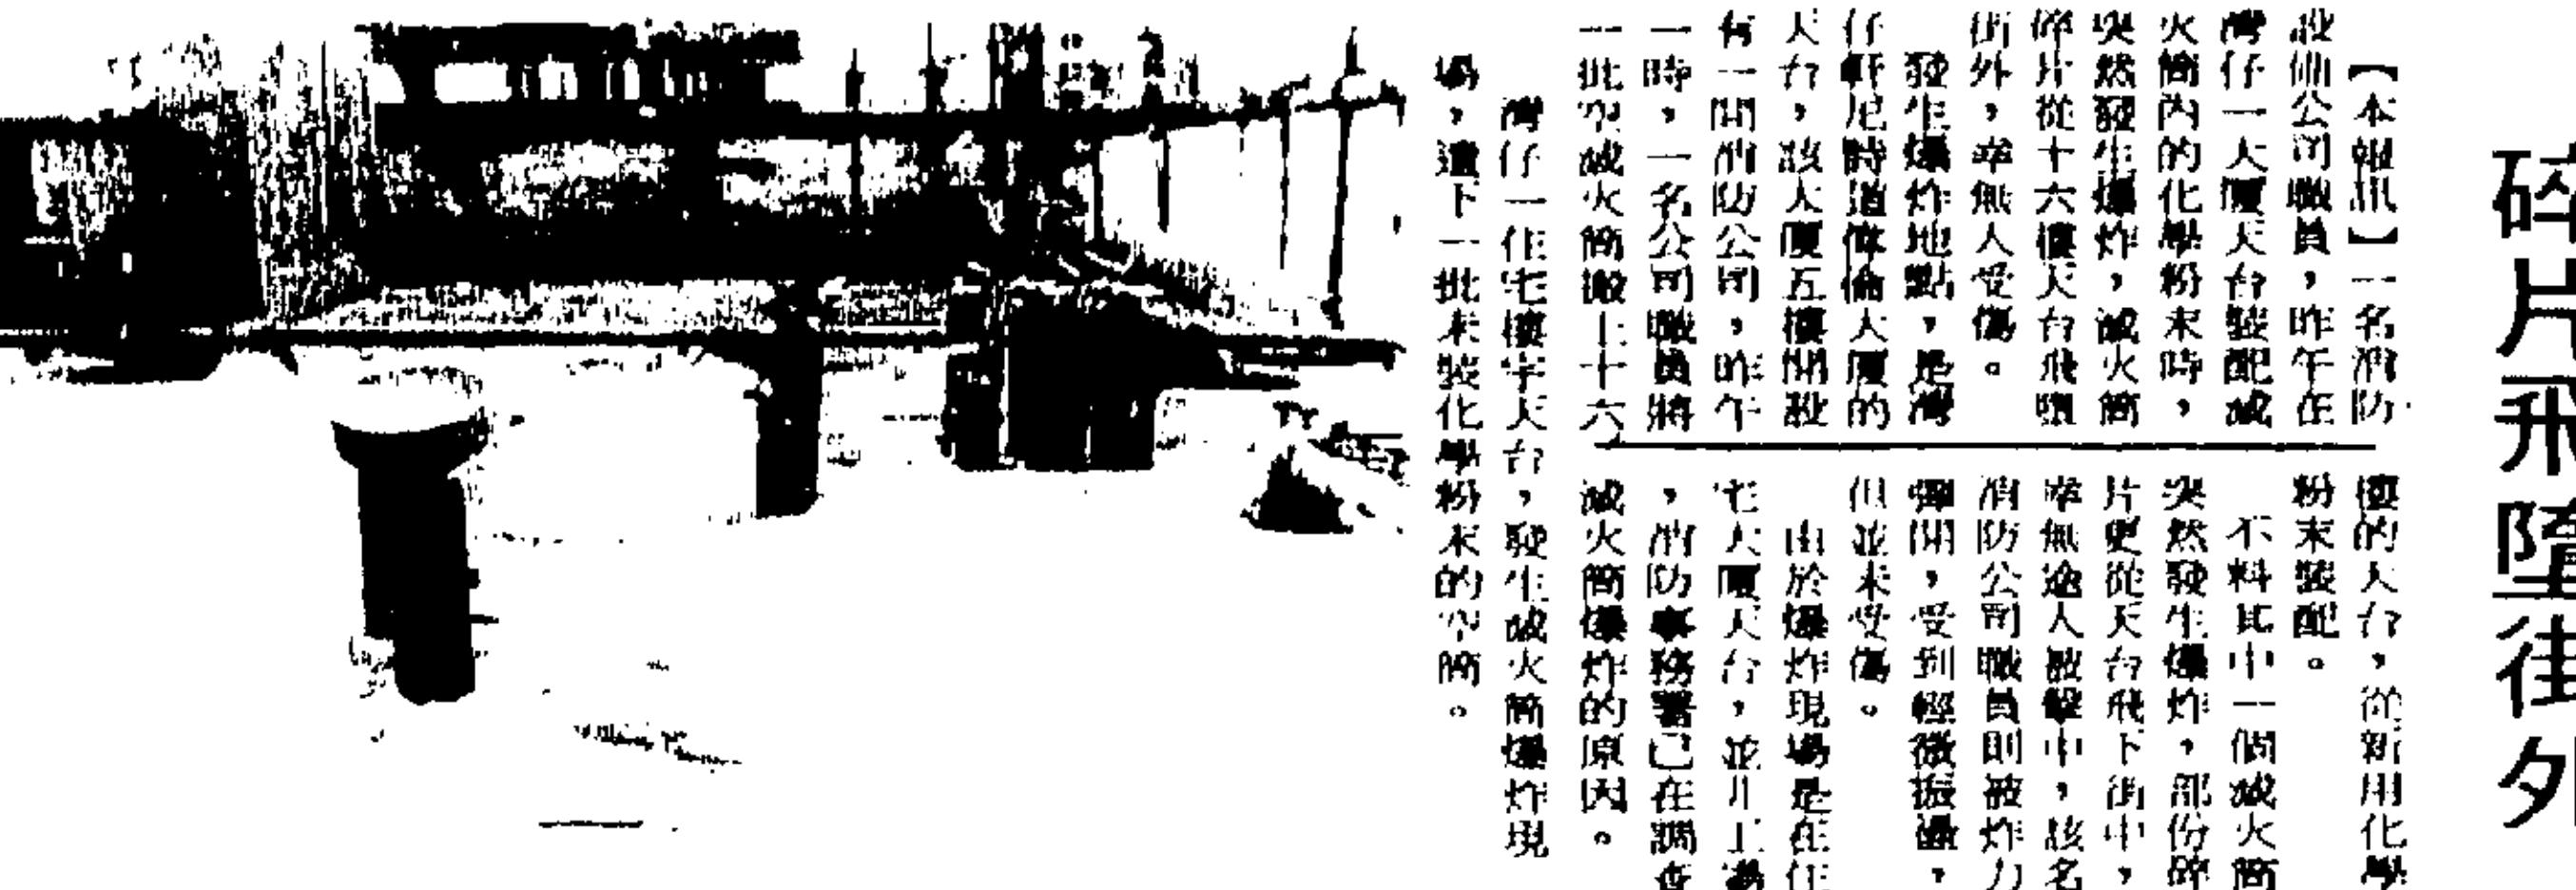 碎片飛墮街外
【本報訊】一名消防
設備公司職員，昨午在
灣仔一大廈天台裝配滅
火筒內的化學粉末時，
突然發生爆炸，滅火筒
碎片從十六樓天台飛墮
街外，幸無人受傷。
發生爆炸地點，是灣
仔軒尼詩道偉倫大廈的
天台，該大廈五樓開設
有一間消防公司，昨午
一時，一名公司職員將
一批空滅火筒搬上十六
樓的天台，從新用化學
粉末裝配。
不料其中一個滅火筒
突然發生爆炸，部份碎
片更從天台飛下街中，
幸無途人被擊中，該名
消防公司職員則被炸力
彈開，受到輕微振盪，
但並未受傷。
由於爆炸現場是在住
宅大廈天台，並非工場
，消防事務署已在調查
滅火筒爆炸的原因。
灣仔一住宅樓宇天台，發生滅火筒爆炸現
場，遺下一批未裝化學粉末的空筒。